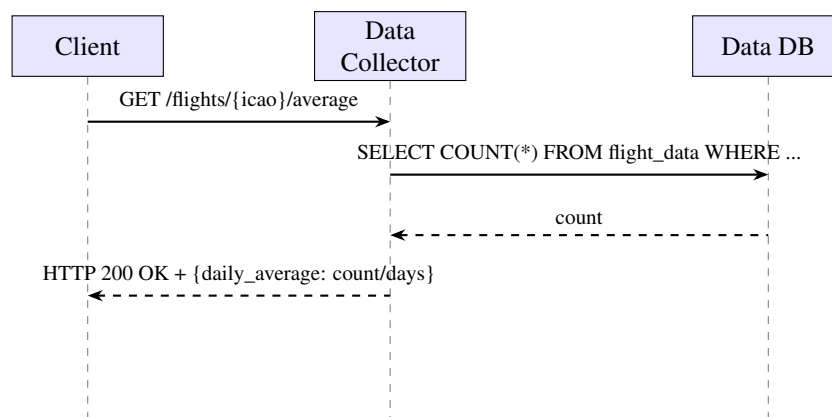 Client
Data
Collector
Data DB
GET /flights/{icao}/average
SELECT COUNT(*) FROM flight_data WHERE ...
count
HTTP 200 OK + {daily_average: count/days}